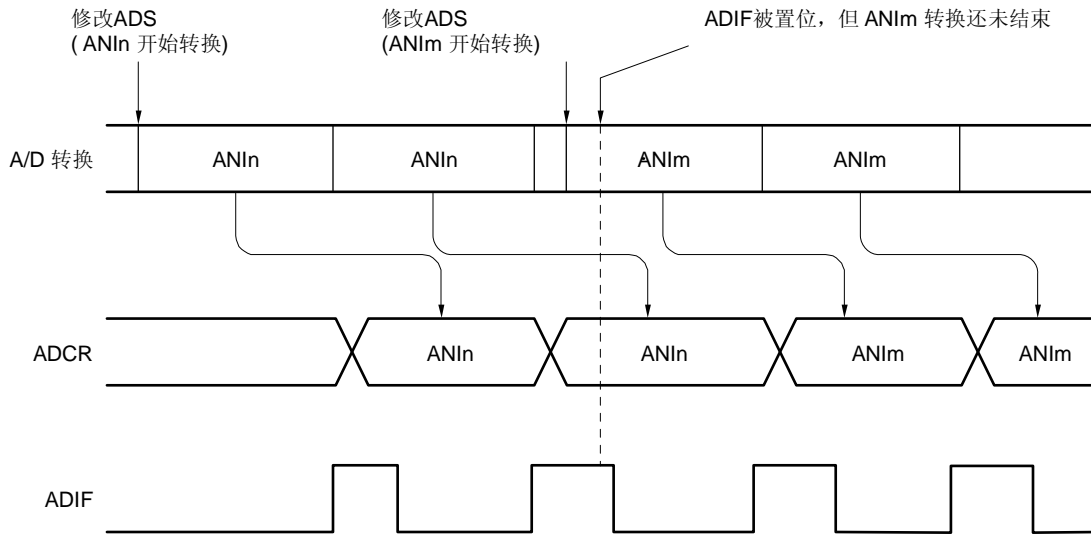 修改ADS
( ANIn 开始转换)
修改ADS
(ANIm 开始转换)
ADIF被置位，但 ANIm 转换还未结束
A/D 转换
ANIn
ANIn
ANIm
ANIm
ADCR
ANIn
ANIn
ANIm
ANIm
ADIF